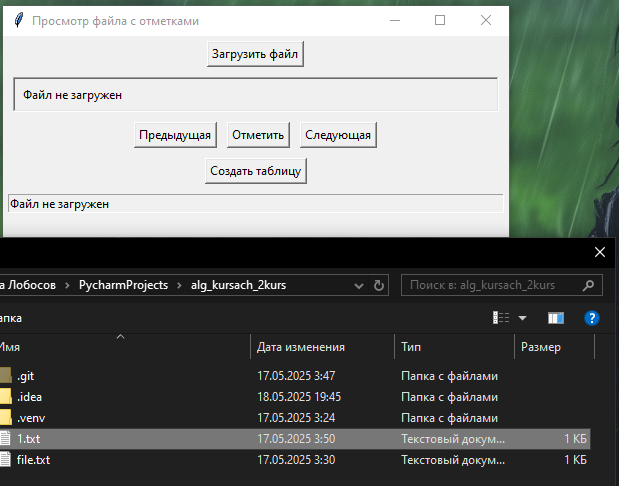 Просмотр файла с отметками
Загрузить файл
Файл не загружен
Предыдущая Отметить Следующая
Создать таблицу
Файл не загружен
а Лобосов > PycharmProjects > alg_kursach_2kurs Поиск в: alg_kursach_2kurs
апка
Имя Дата изменения Тип Размер
.git 17.05.2025 3:47 Папка с файлами
.idea 18.05.2025 19:45 Папка с файлами
.venv 17.05.2025 3:24 Папка с файлами
1.txt 17.05.2025 3:50 Текстовый докум... 1 КБ
file.txt 17.05.2025 3:30 Текстовый докум... 1 КБ